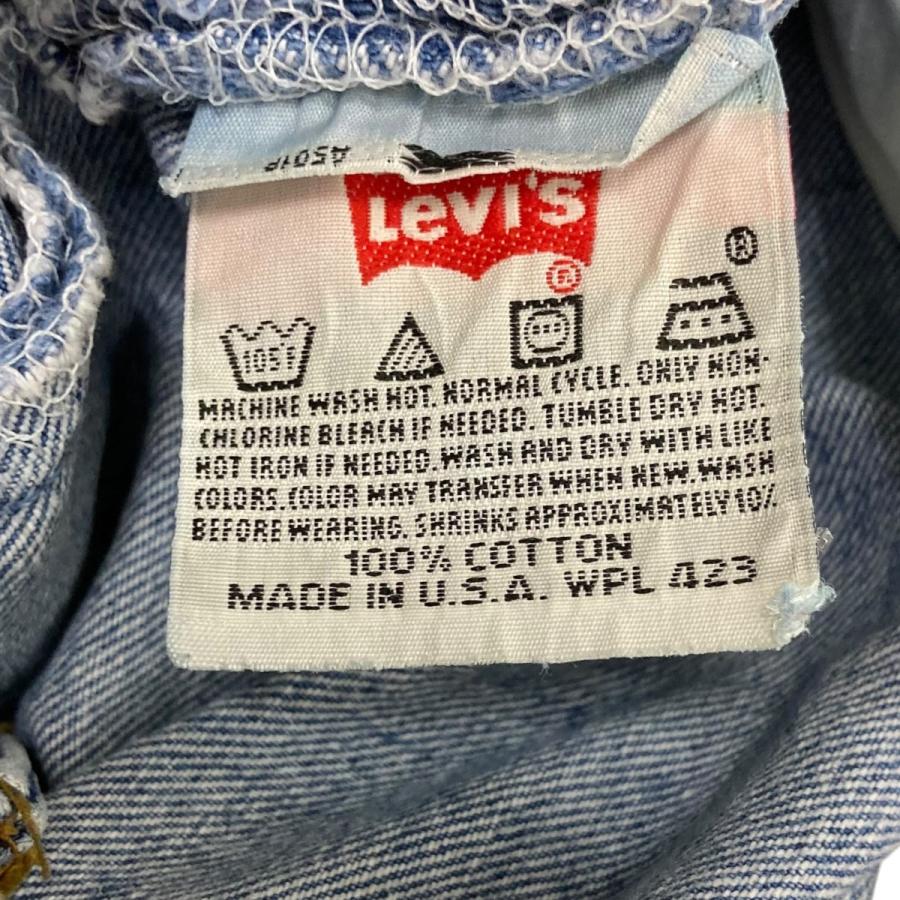 Levi's
®
®
105F
MACHINE WASH HOT. NORMAL CYCLE. ONLY NON-
CHLORINE BLEACH IF NEEDED. TUMBLE DRY HOT.
HOT IRON IF NEEDED. WASH AND DRY WITH LIKE
COLORS. COLOR MAY TRANSFER WHEN NEW. WASH
BEFORE WEARING. SHRINKS APPROXIMATELY 10%
100% COTTON
MADE IN U.S.A. WPL 423